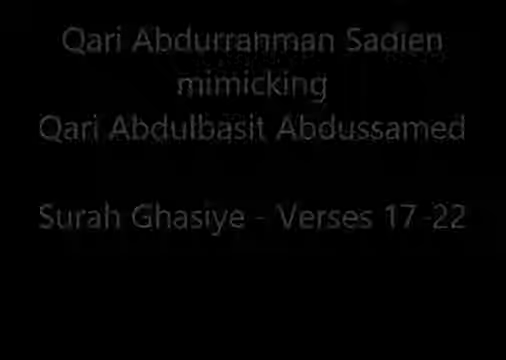 Qari Abdurrahman Sadien
mimicking
Qari Abdulbasit Abdussamed
Surah Ghasiye - Verses 17-22